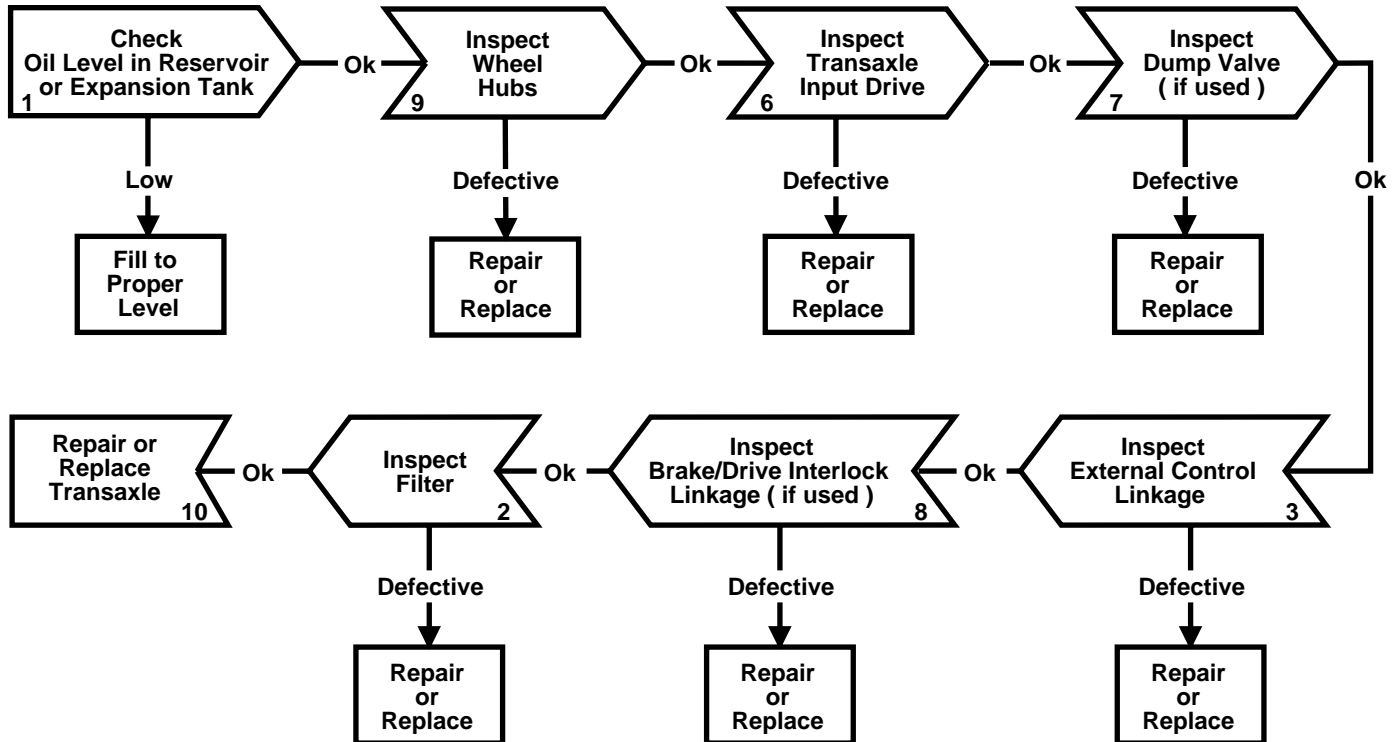 Check
Oil Level in Reservoir
or Expansion Tank
1
Ok
Inspect
Wheel
Hubs
9
Ok
Inspect
Transaxle
Input Drive
6
Ok
Inspect
Dump Valve
( if used )
7
Ok
Low
Defective
Defective
Defective
Fill to
Proper
Level
Repair
or
Replace
Repair
or
Replace
Repair
or
Replace
Inspect
External Control
Linkage
3
Ok
Inspect
Brake/Drive Interlock
Linkage ( if used )
8
Ok
Inspect
Filter
2
Ok
Repair or
Replace
Transaxle
10
Defective
Defective
Defective
Repair
or
Replace
Repair
or
Replace
Repair
or
Replace